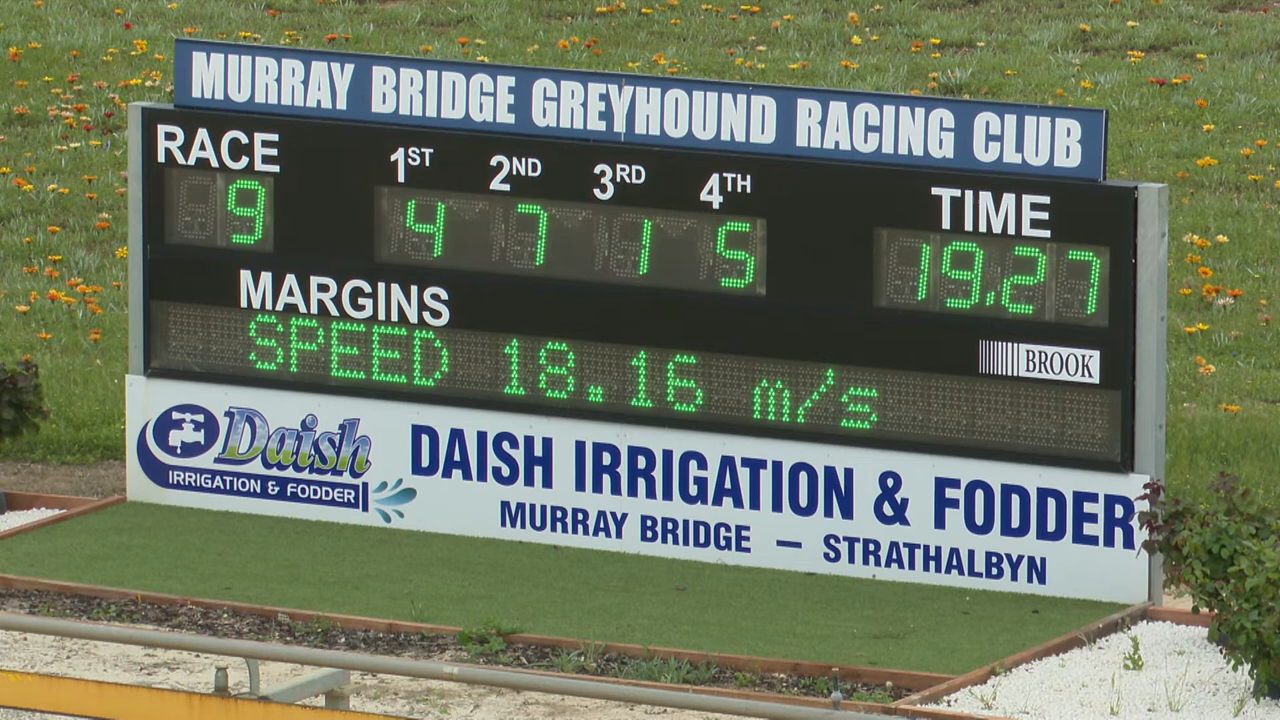 MURRAY BRIDGE GREYHOUND RACING CLUB
RACE 1ST 2ND 3RD 4TH TIME
9 4 7 1 5 19.27
MARGINS
SPEED 18.16 m/s
BROOK
Daish
IRRIGATION & FODDER
DAISH IRRIGATION & FODDER
MURRAY BRIDGE – STRATHALBYN